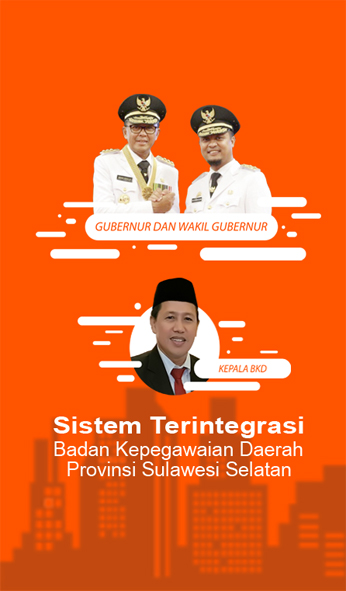 GUBERNUR DAN WAKIL GUBERNUR
KEPALA BKD
Sistem Terintegrasi
Badan Kepegawaian Daerah
Provinsi Sulawesi Selatan